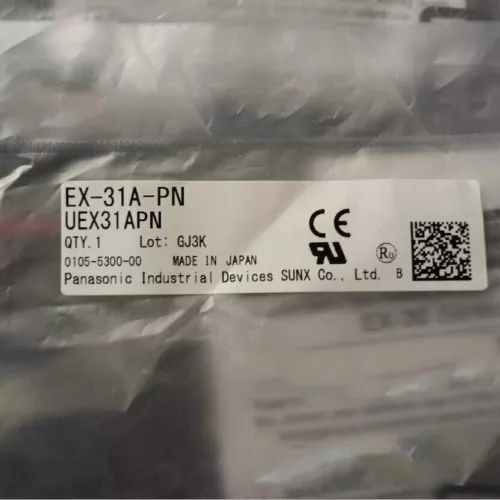 EX-31A-PN
UEX31APN
QTY.1 Lot: GJ3K
0105-5300-00 MADE IN JAPAN
Panasonic Industrial Devices SUNX Co., Ltd. B
CE